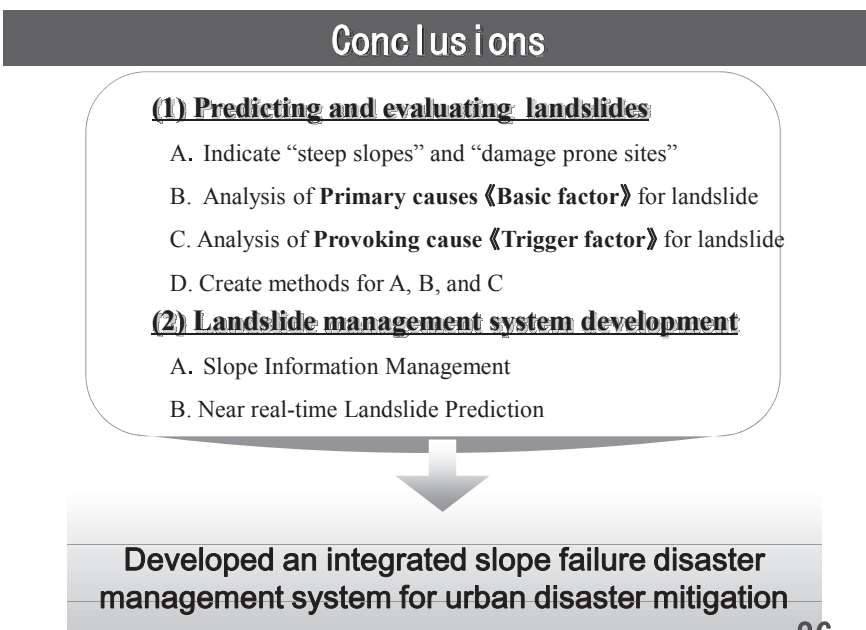 Conclusions
(1) Predicting and evaluating landslides
A. Indicate “steep slopes” and “damage prone sites”
B. Analysis of Primary causes《Basic factor》for landslide
C. Analysis of Provoking cause《Trigger factor》for landslide
D. Create methods for A, B, and C
(2) Landslide management system development
A. Slope Information Management
B. Near real-time Landslide Prediction
Developed an integrated slope failure disaster
management system for urban disaster mitigation